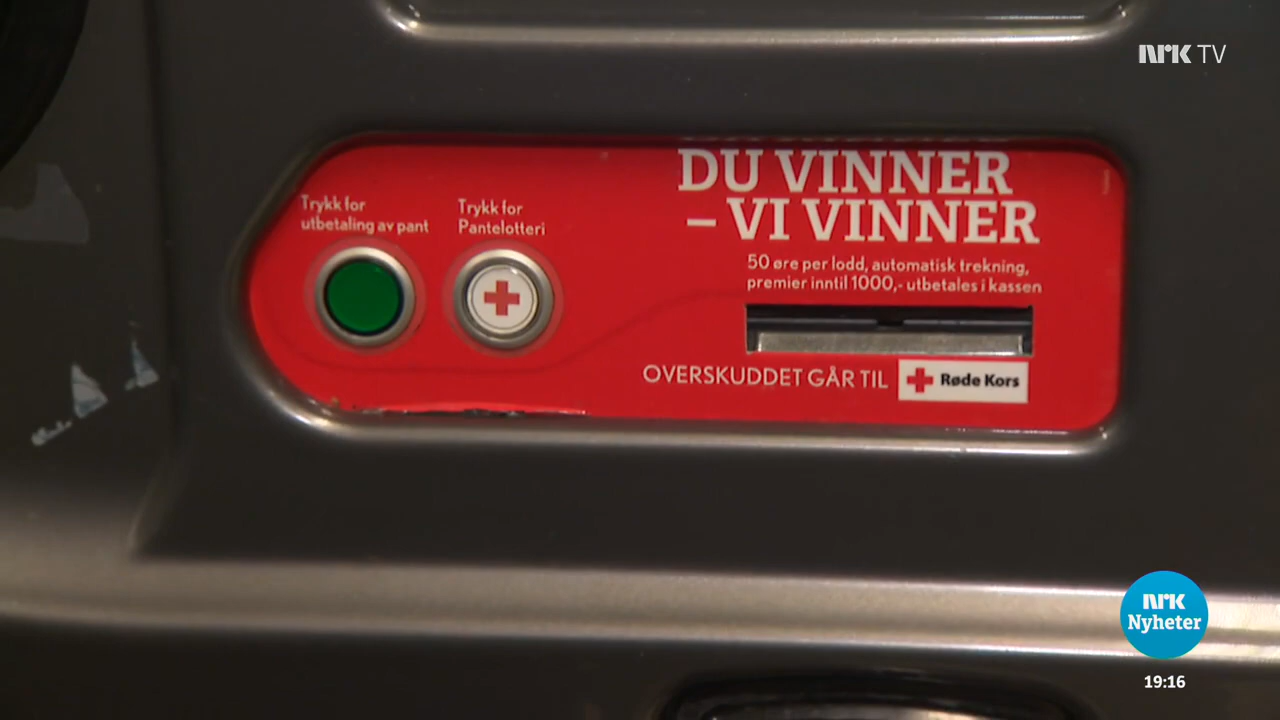 NRK TV
DU VINNER
– VI VINNER
Trykk for
utbetaling av pant
Trykk for
Pantelotteri
50 øre per lodd, automatisk trekning,
premier inntil 1000,- utbetales i kassen
OVERSKUDDET GÅR TIL
Røde Kors
NRK
Nyheter
19:16